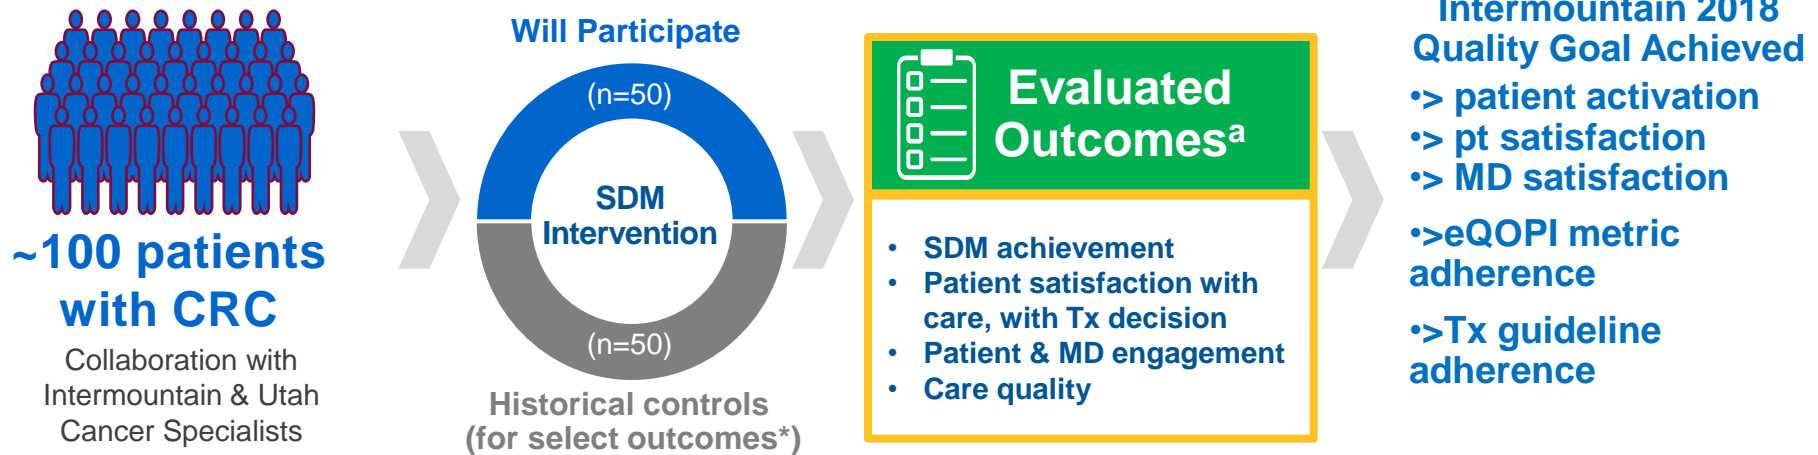 ~100 patients
with CRC
Collaboration with
Intermountain & Utah
Cancer Specialists
Will Participate
(n=50)
SDM
Intervention
(n=50)
Historical controls
(for select outcomes*)
Evaluated
Outcomesa
• SDM achievement
• Patient satisfaction with
care, with Tx decision
• Patient & MD engagement
• Care quality
Intermountain 2018
Quality Goal Achieved
•> patient activation
•> pt satisfaction
•> MD satisfaction
•>eQOPI metric
adherence
•>Tx guideline
adherence